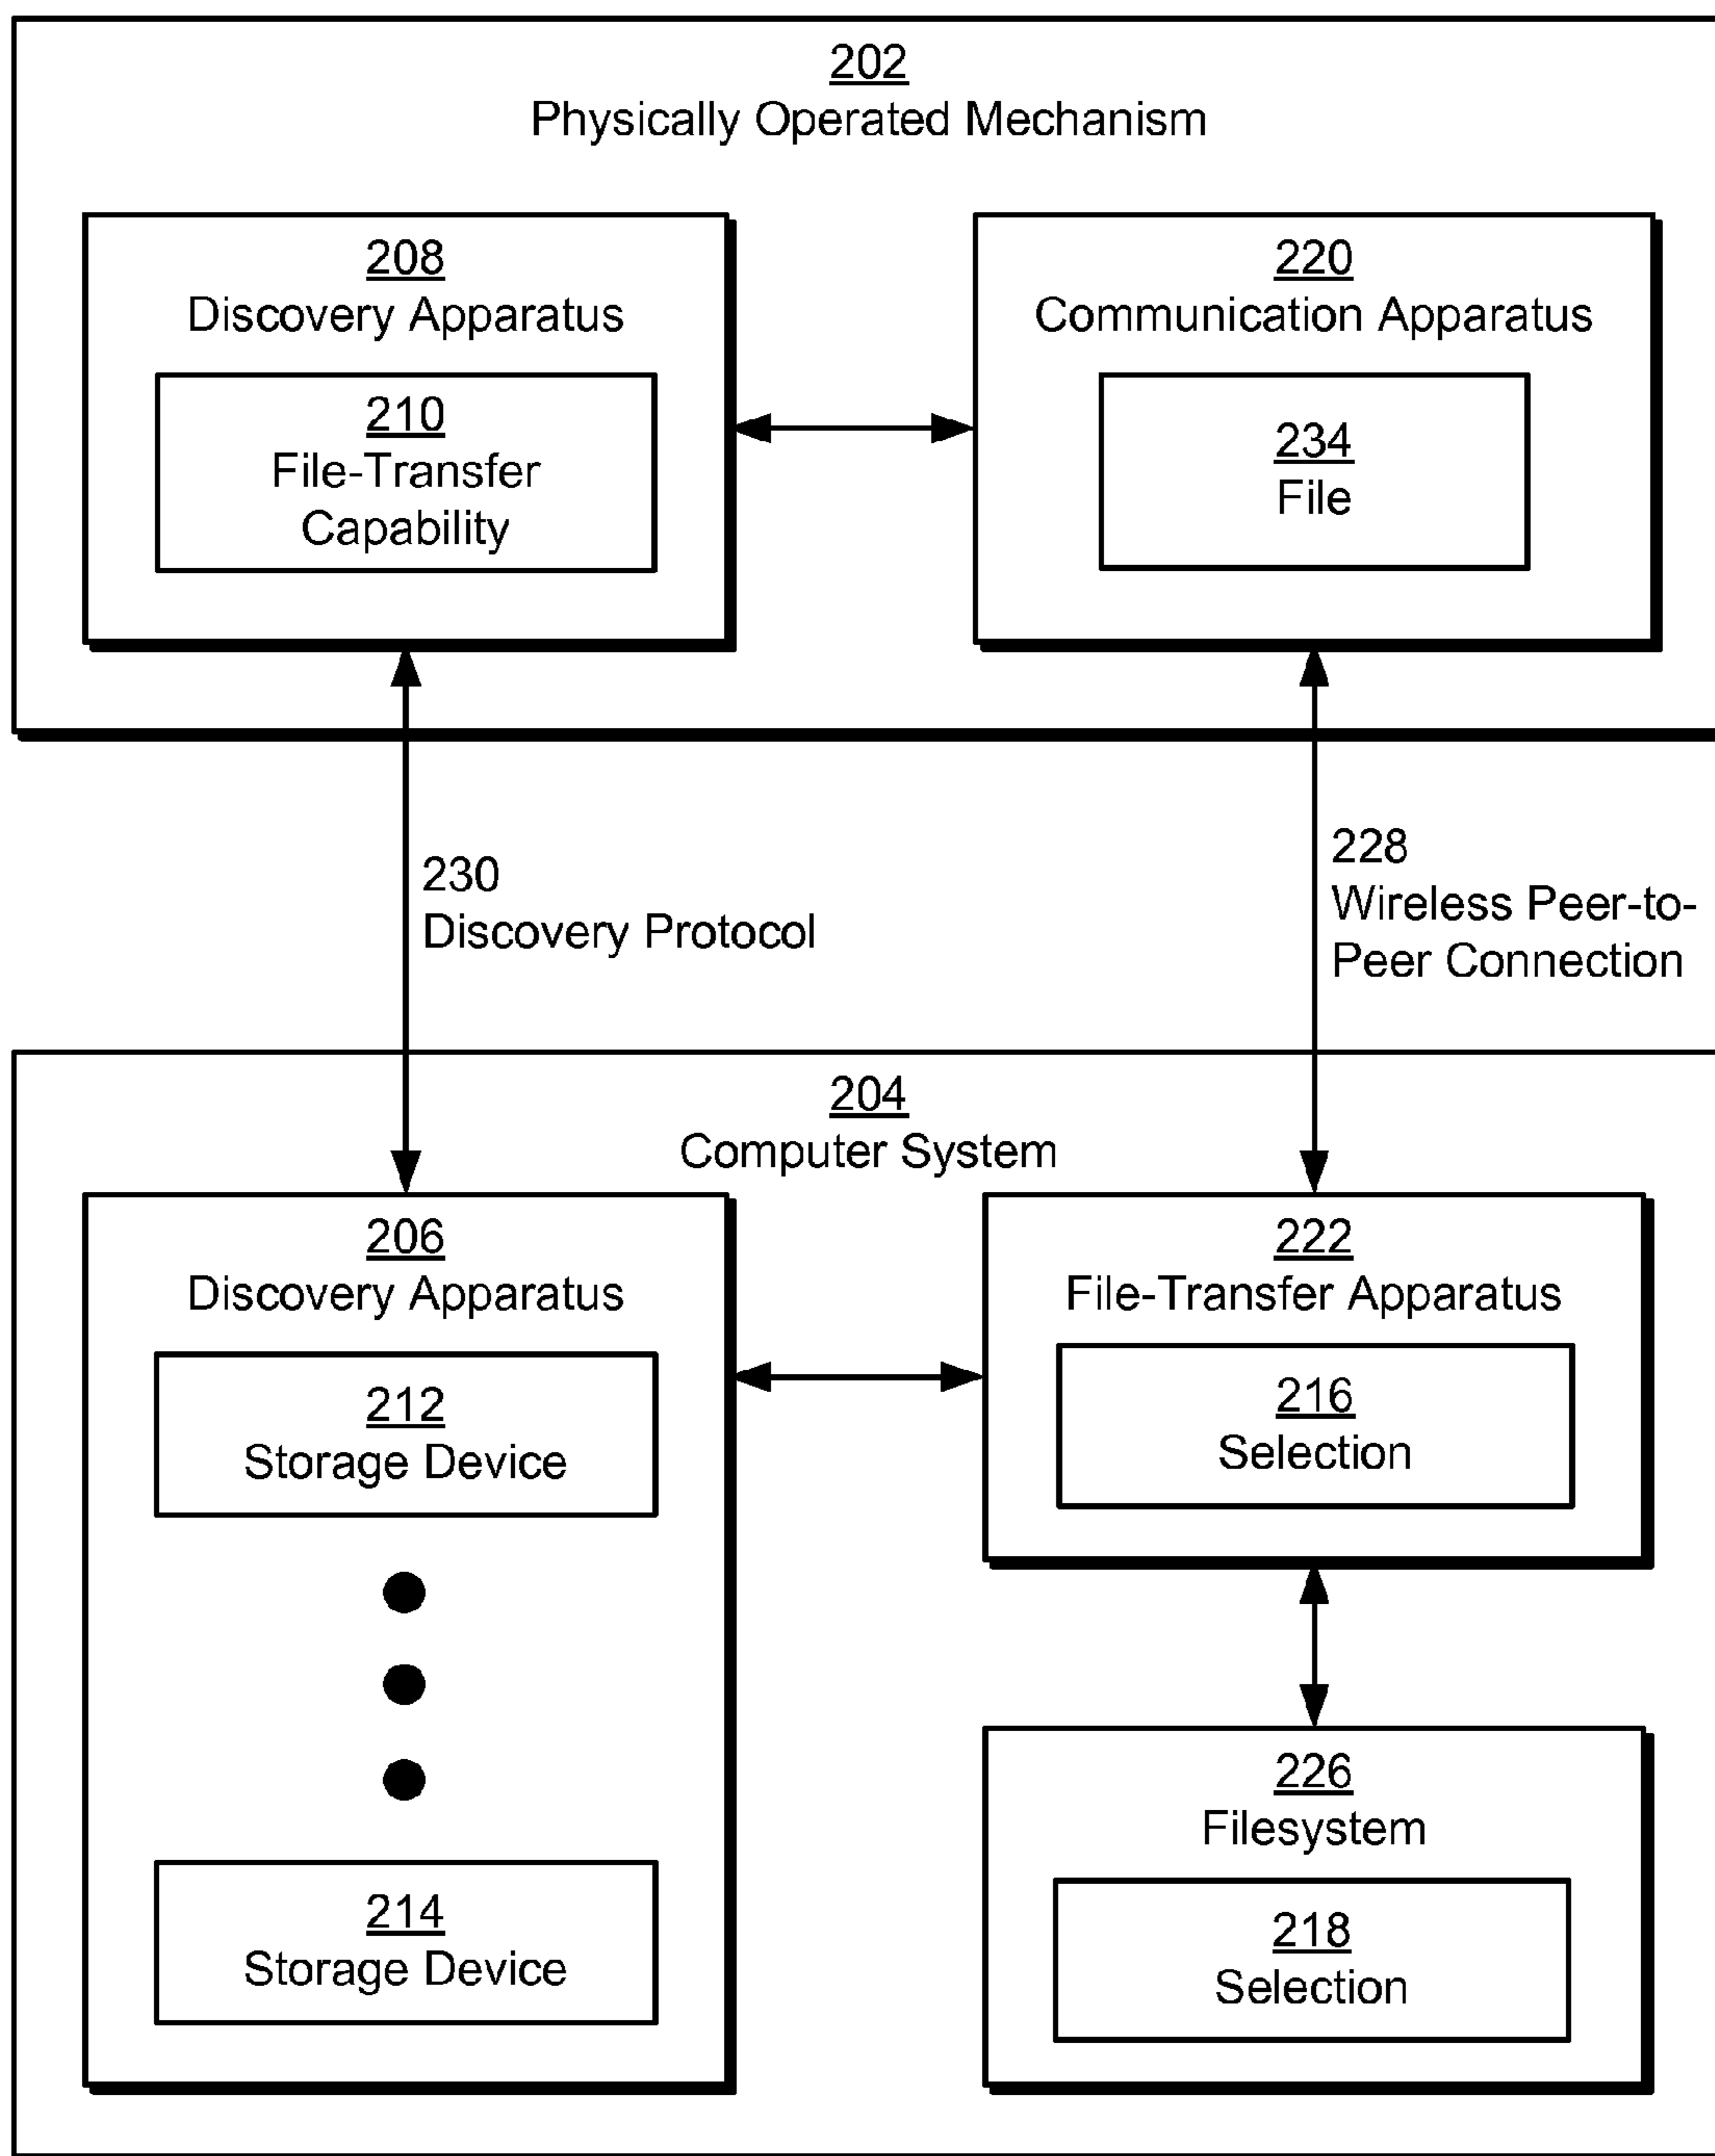 202
Physically Operated Mechanism
208
Discovery Apparatus
210
File-Transfer
Capability
220
Communication Apparatus
234
File
230
Discovery Protocol
228
Wireless Peer-to-
Peer Connection
204
Computer System
206
Discovery Apparatus
212
Storage Device
214
Storage Device
222
File-Transfer Apparatus
216
Selection
226
Filesystem
218
Selection